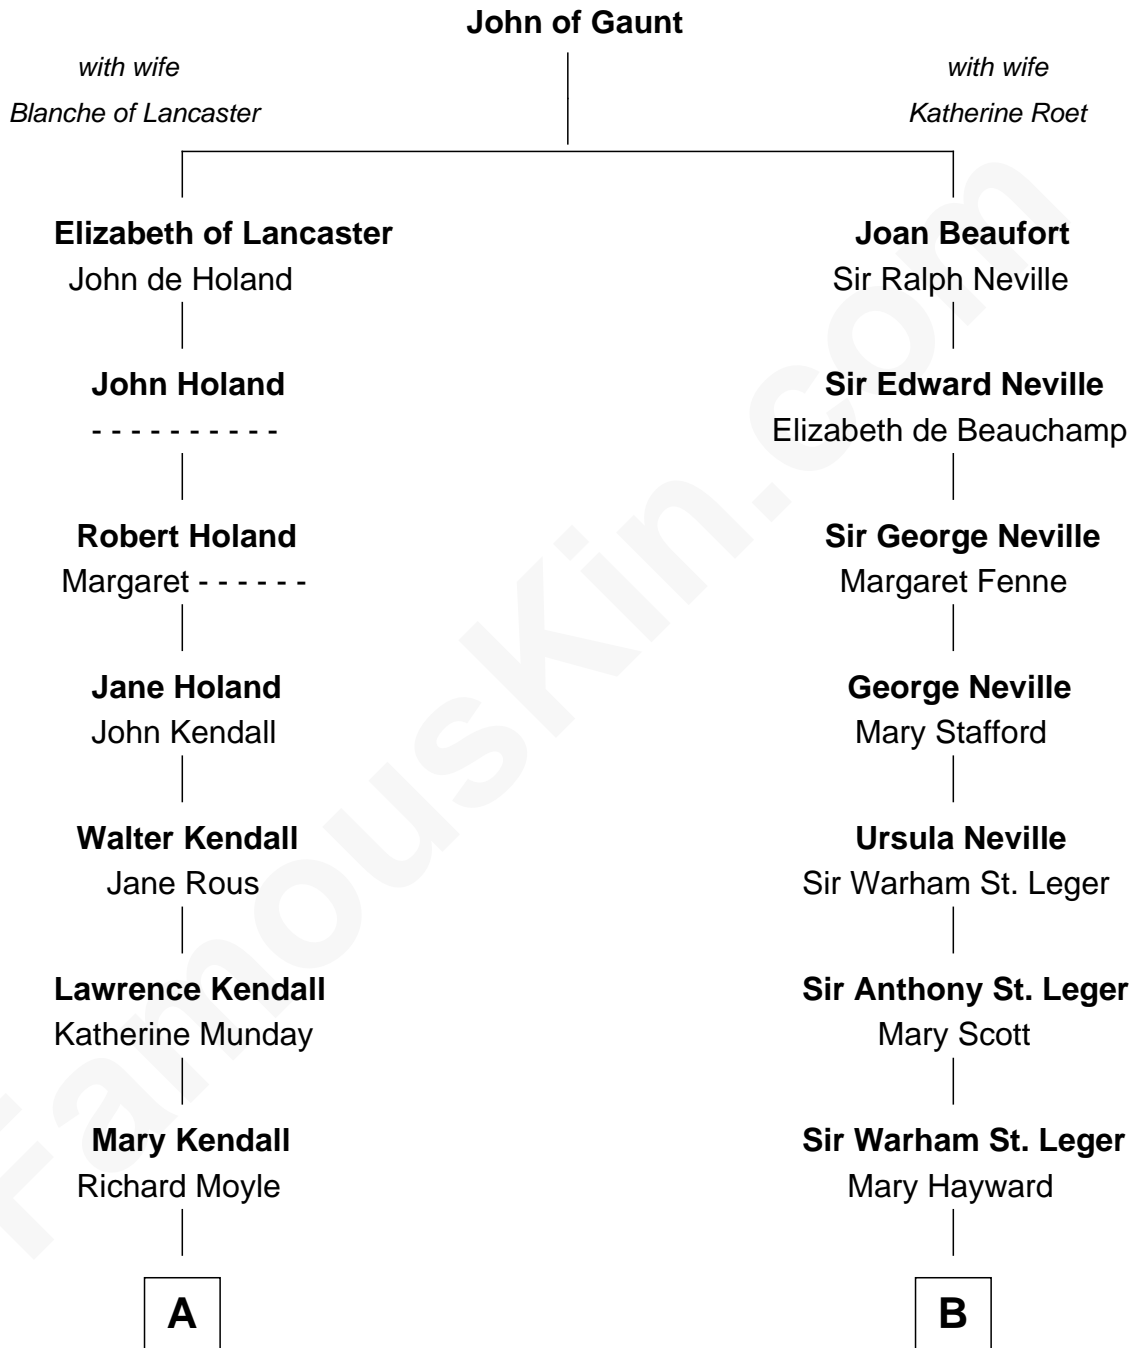 John of Gaunt
with wife
Blanche of Lancaster
with wife
Katherine Roet
Elizabeth of Lancaster
John de Holand
Joan Beaufort
Sir Ralph Neville
John Holand
- - - - - - - - - -
Sir Edward Neville
Elizabeth de Beauchamp
Robert Holand
Margaret - - - - - -
Sir George Neville
Margaret Fenne
Jane Holand
John Kendall
George Neville
Mary Stafford
Walter Kendall
Jane Rous
Ursula Neville
Sir Warham St. Leger
Lawrence Kendall
Katherine Munday
Sir Anthony St. Leger
Mary Scott
Mary Kendall
Richard Moyle
Sir Warham St. Leger
Mary Hayward
A
B
FamousKin.com